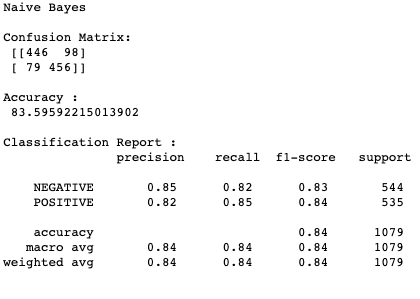 Naive Bayes
Confusion Matrix:
[[446  98]
[ 79 456]]
Accuracy :
83.59592215013902
Classification Report :
precision    recall  f1-score   support
NEGATIVE       0.85      0.82      0.83       544
POSITIVE       0.82      0.85      0.84       535
accuracy                           0.84      1079
macro avg       0.84      0.84      0.84      1079
weighted avg       0.84      0.84      0.84      1079